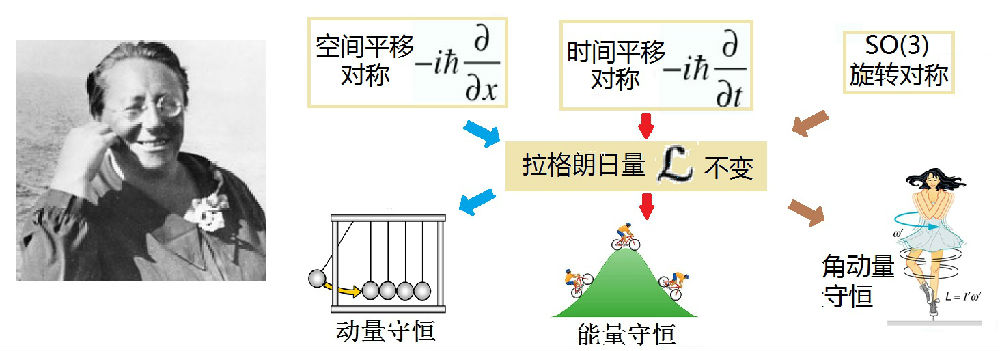 空间平移
对称
-iħ ∂/∂x
时间平移
对称
-iħ ∂/∂t
SO(3)
旋转对称
拉格朗日量 ℒ 不变
动量守恒
能量守恒
角动量
守恒
ω'
L = I'ω'